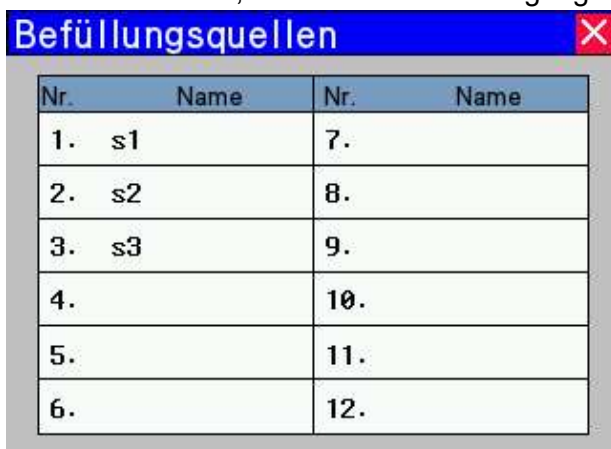 Befüllungsquellen
Nr. Name Nr. Name
1. s1 7.
2. s2 8.
3. s3 9.
4. 10.
5. 11.
6. 12.